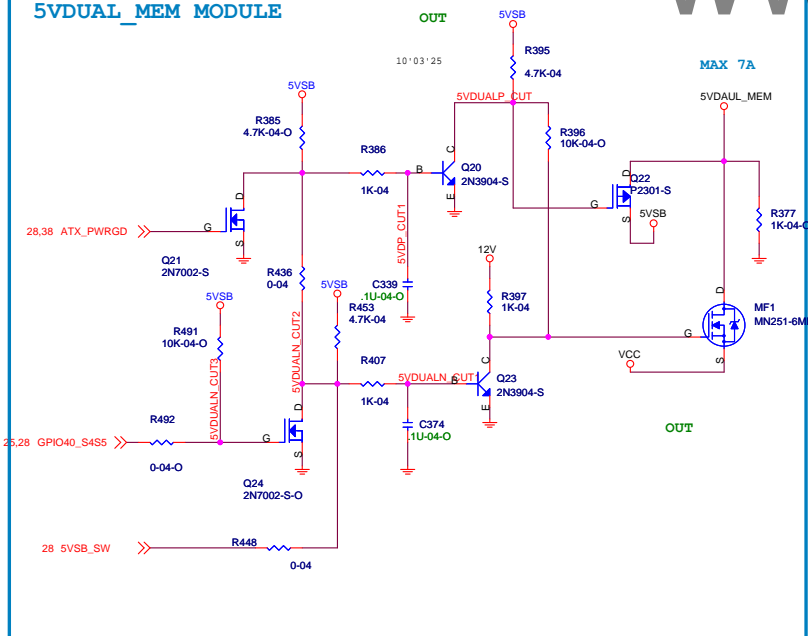 5VDUAL_MEM MODULE
OUT
5VSB
10'03'25
R395
4.7K-04
MAX 7A
5VSB
5VDUALP_CUT
5VDAUL_MEM
R385
4.7K-04-O
R386
1K-04
B
C
E
Q20
2N3904-S
R396
10K-04-O
D
G
S
Q22
P2301-S
5VSB
R377
1K-04-O
28,38 ATX_PWRGD
D
G
S
Q21
2N7002-S
5VDP_CUT1
12V
R436
0-04
5VSB
C339
.1U-04-O
R397
1K-04
5VSB
R453
4.7K-04
D
G
S
MF1
R491
10K-04-O
5VDUALN_CUT2
R407
1K-04
5VDUALN_CUT1
B
C
E
Q23
2N3904-S
VCC
5VDUALN_CUT3
R492
0-04-O
GPIO40_S4S5
D
G
S
C374
.1U-04-O
OUT
Q24
2N7002-S-O
28 5VSB_SW
R448
0-04